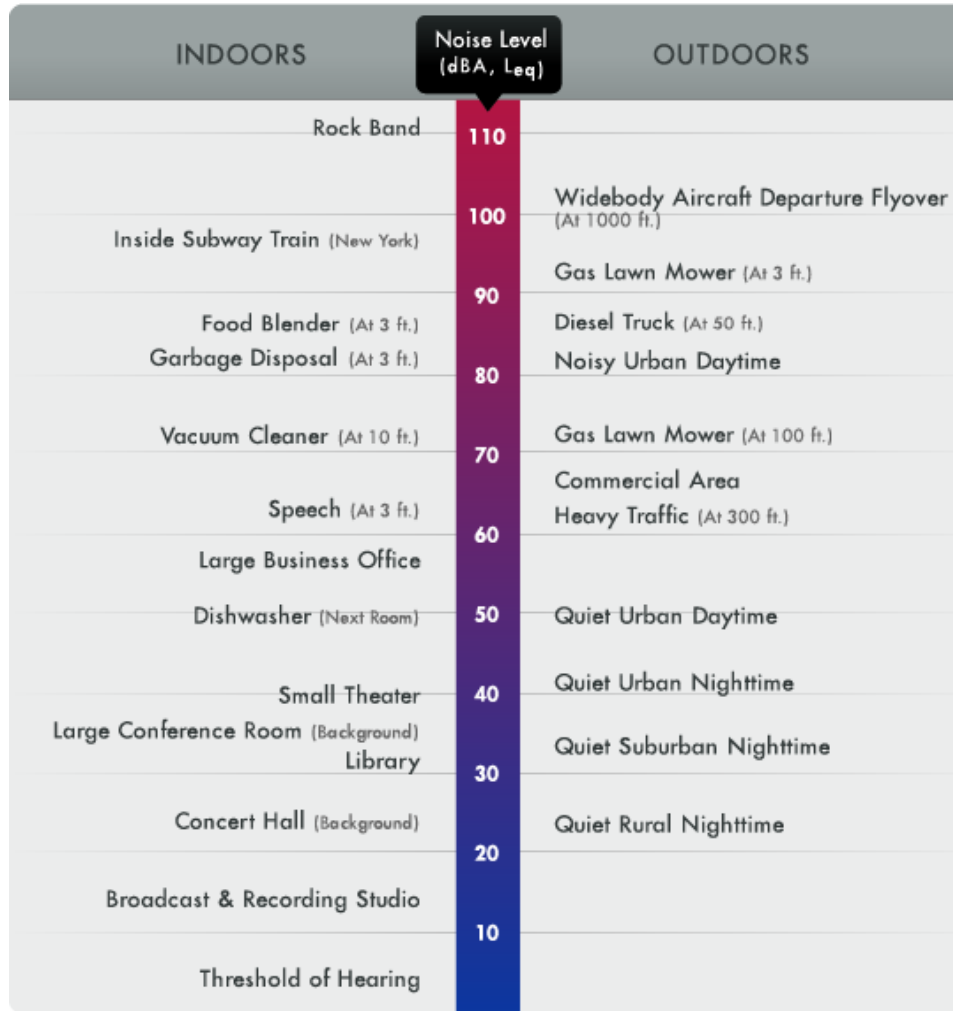 INDOORS
Noise Level
(dBA, Leq)
OUTDOORS
Rock Band
110
Widebody Aircraft Departure Flyover
(At 1000 ft.)
100
Inside Subway Train (New York)
Gas Lawn Mower (At 3 ft.)
90
Food Blender (At 3 ft.)
Diesel Truck (At 50 ft.)
Garbage Disposal (At 3 ft.)
Noisy Urban Daytime
80
Vacuum Cleaner (At 10 ft.)
Gas Lawn Mower (At 100 ft.)
70
Commercial Area
Speech (At 3 ft.)
Heavy Traffic (At 300 ft.)
60
Large Business Office
Dishwasher (Next Room)
50
Quiet Urban Daytime
Small Theater
40
Quiet Urban Nighttime
Large Conference Room (Background)
Quiet Suburban Nighttime
Library
30
Concert Hall (Background)
Quiet Rural Nighttime
20
Broadcast & Recording Studio
10
Threshold of Hearing